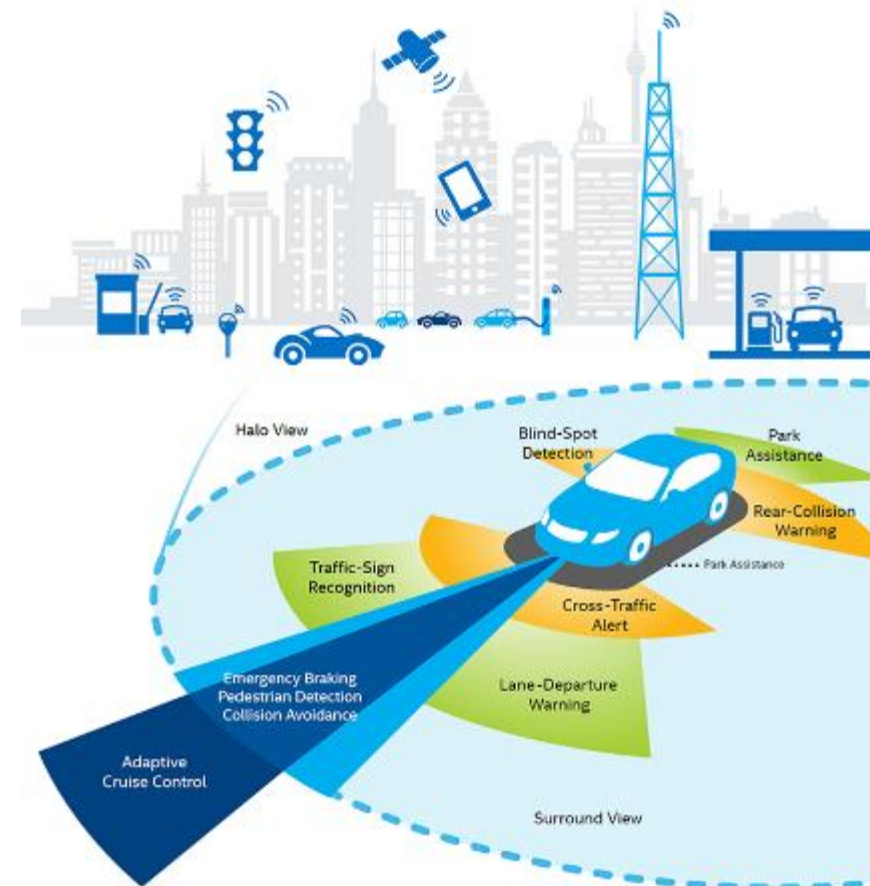 Halo View
Blind-Spot
Detection
Park
Assistance
Rear-Collision
Warning
Traffic-Sign
Recognition
Park Assistance
Cross-Traffic
Alert
Emergency Braking
Pedestrian Detection
Collision Avoidance
Lane-Departure
Warning
Adaptive
Cruise Control
Surround View